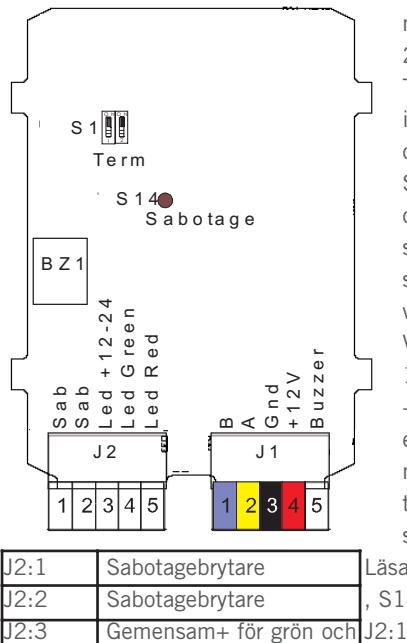 S1
Term
S14
Sabotage
BZ1
Sab
Sab
Led +12-24
Led Green
Led Red
B
A
Gnd
+12V
Buzzer
J2
J1
1 2 3 4 5
1 2 3 4 5
J2:1 Sabotagebrytare Läsa
J2:2 Sabotagebrytare , S1
J2:3 Gemensam+ för grön och J2:1